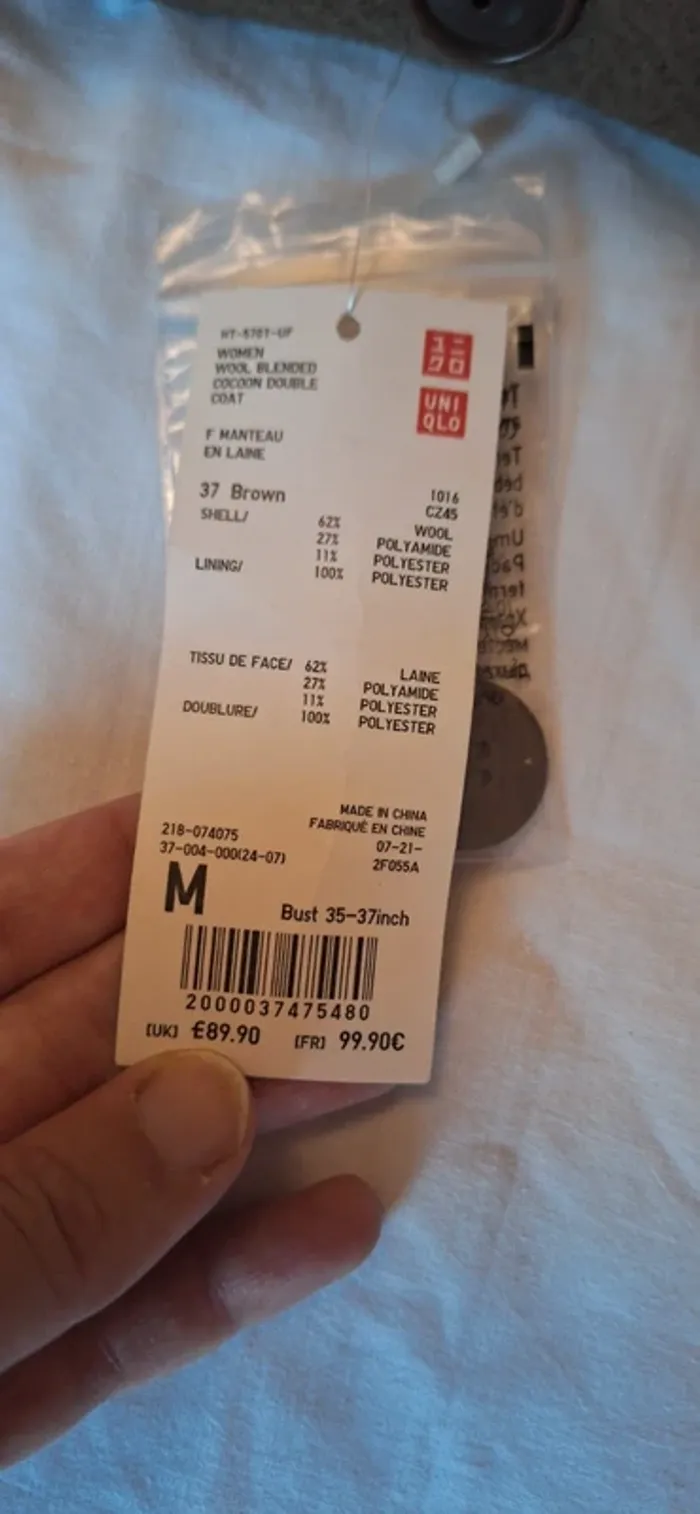 WOMEN
WOOL BLENDED
COCOON DOUBLE
COAT
ユニ
クロ
UNI
QLO
F MANTEAU
EN LAINE
37 Brown 1016
CZ45
SHELL/ 62% WOOL
27% POLYAMIDE
11% POLYESTER
LINING/ 100% POLYESTER
TISSU DE FACE/ 62% LAINE
27% POLYAMIDE
11% POLYESTER
DOUBLURE/ 100% POLYESTER
MADE IN CHINA
FABRIQUÉ EN CHINE
218-074075 07-21-
37-004-000(24-07) 2F055A
M Bust 35-37inch
2000037475480
[UK] £89.90 [FR] 99.90€